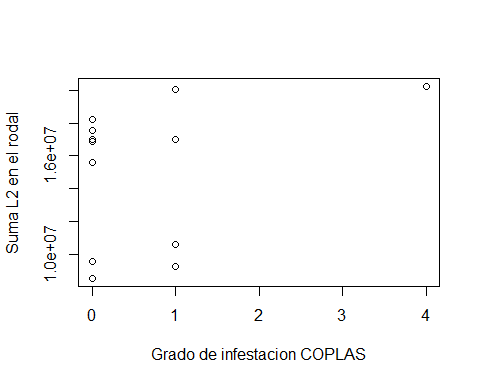 Suma L2 en el rodal
1.6e+07
1.0e+07
0 1 2 3 4
Grado de infestacion COPLAS